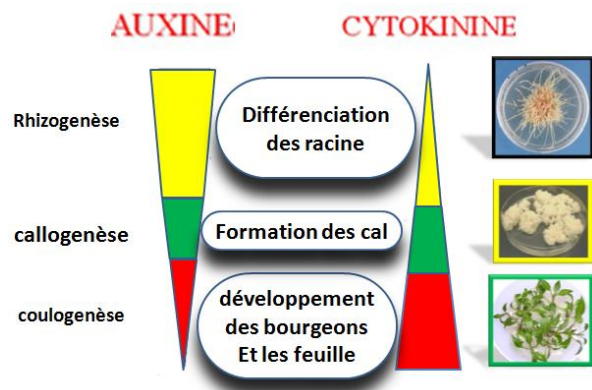 AUXINE
CYTOKININE
Rhizogenèse
Différenciation
des racine
callogenèse
Formation des cal
coulogenèse
développement
des bourgeons
Et les feuille